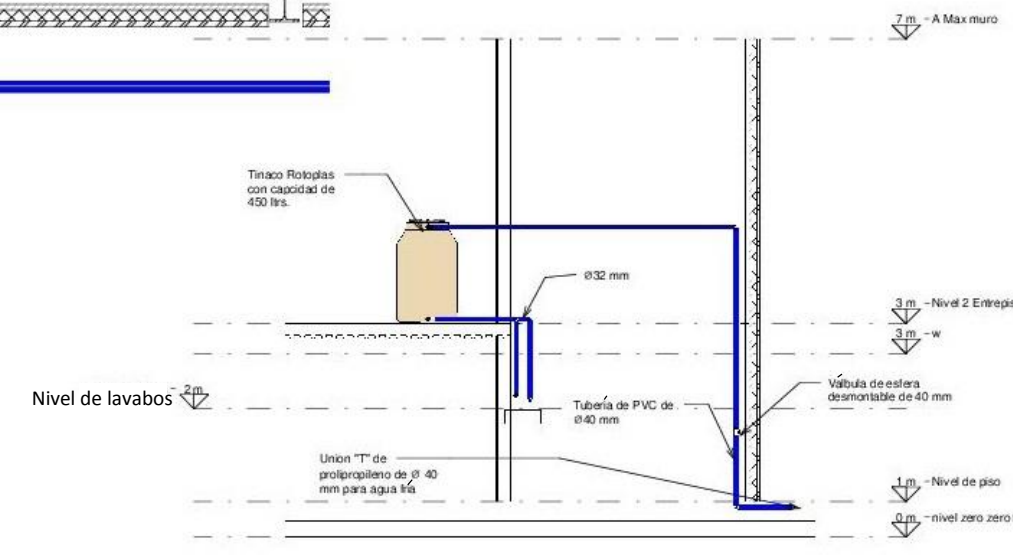 7 m - A Max muro
Tinaco Rotoplas
con capcidad de
450 ltrs.
Ø32 mm
3 m - Nivel 2 Entrepis
3 m - w
Nivel de lavabos - 2 m
Válbula de esfera
desmontable de 40 mm
Tubería de PVC de
Ø40 mm
Union "T" de
prolipropileno de Ø 40
mm para agua fría
1 m - Nivel de piso
0 m - nivel zero zero